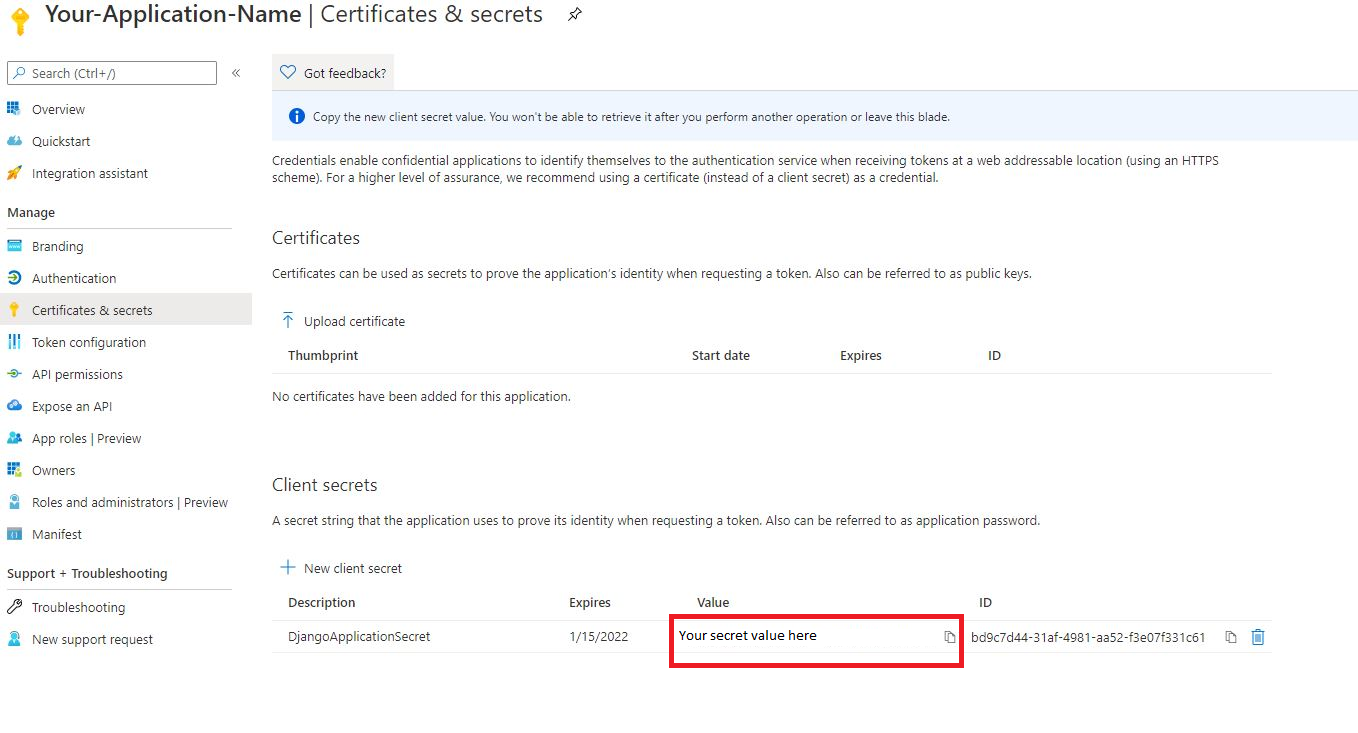 Your-Application-Name | Certificates & secrets
Search (Ctrl+/)
«
Overview
Quickstart
Integration assistant
Manage
Branding
Authentication
Certificates & secrets
Token configuration
API permissions
Expose an API
App roles | Preview
Owners
Roles and administrators | Preview
Manifest
Support + Troubleshooting
Troubleshooting
New support request
Got feedback?
Copy the new client secret value. You won't be able to retrieve it after you perform another operation or leave this blade.
Credentials enable confidential applications to identify themselves to the authentication service when receiving tokens at a web addressable location (using an HTTPS
scheme). For a higher level of assurance, we recommend using a certificate (instead of a client secret) as a credential.
Certificates
Certificates can be used as secrets to prove the application's identity when requesting a token. Also can be referred to as public keys.
Upload certificate
Thumbprint Start date Expires ID
No certificates have been added for this application.
Client secrets
A secret string that the application uses to prove its identity when requesting a token. Also can be referred to as application password.
New client secret
Description Expires Value ID
DjangoApplicationSecret 1/15/2022 Your secret value here bd9c7d44-31af-4981-aa52-f3e07f331c61